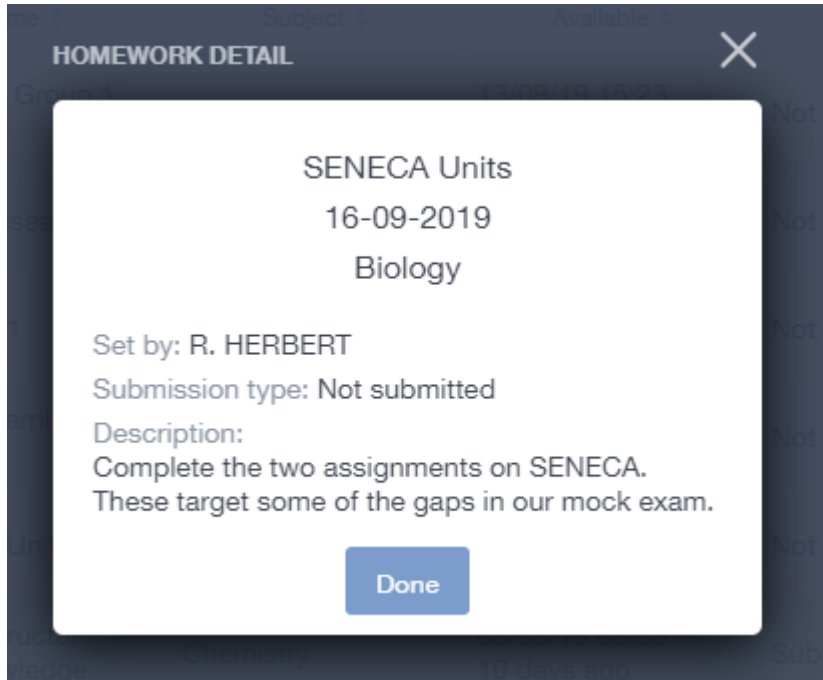 Subject
Available
HOMEWORK DETAIL
Group 1
13/09/19 15:23
Not
SENECA Units
16-09-2019
Biology
Not
Set by: R. HERBERT
Not
Submission type: Not submitted
Description:
Not
Complete the two assignments on SENECA.
These target some of the gaps in our mock exam.
Not
Done
Chemistry
10 days ago